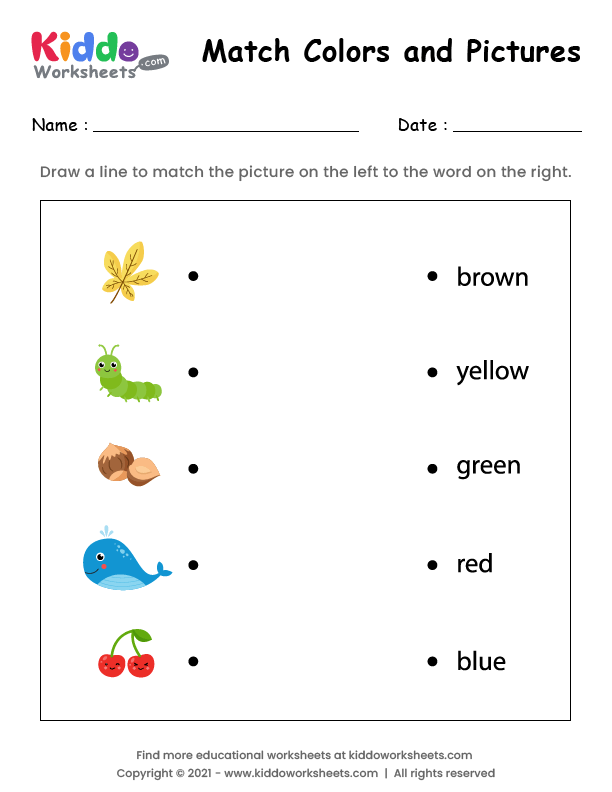 Kiddo
Worksheets.com
Match Colors and Pictures
Name : Date :
Draw a line to match the picture on the left to the word on the right.
brown
yellow
green
red
blue
Find more educational worksheets at kiddoworksheets.com
Copyright © 2021 - www.kiddoworksheets.com | All rights reserved